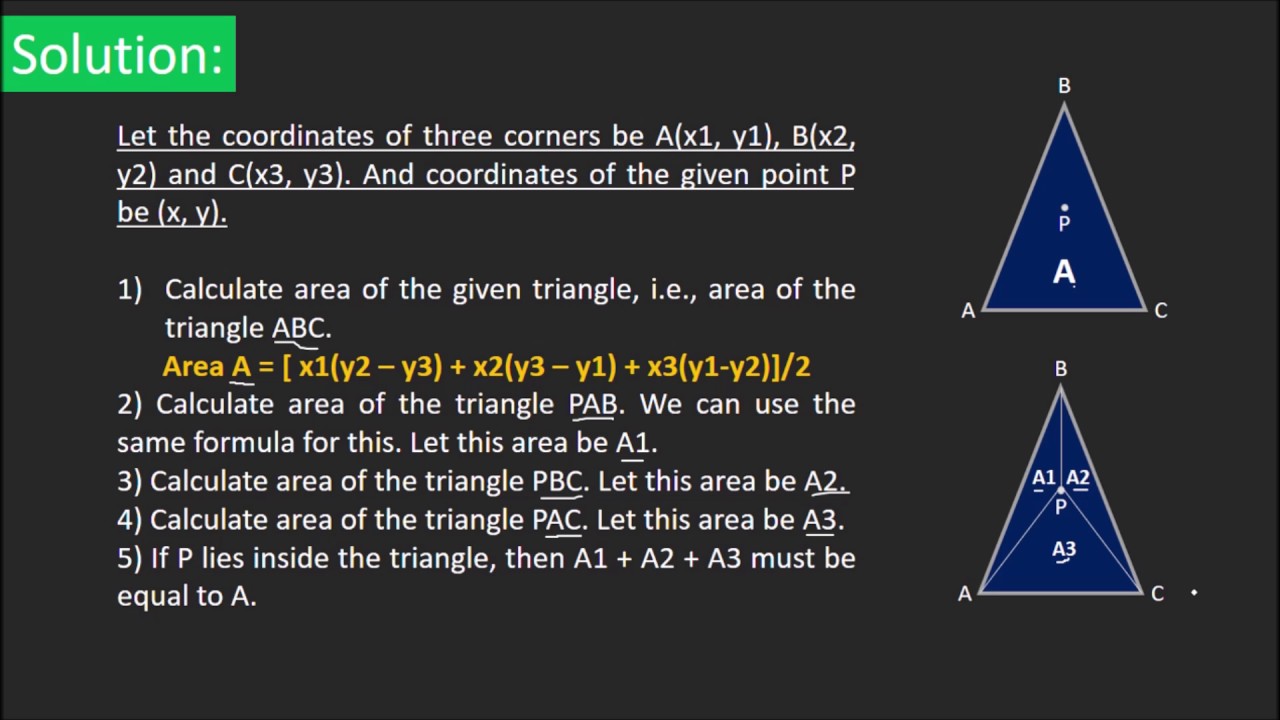 Solution:
Let the coordinates of three corners be A(x1, y1), B(x2,
y2) and C(x3, y3). And coordinates of the given point P
be (x, y).
1) Calculate area of the given triangle, i.e., area of the
triangle ABC.
Area A = [ x1(y2 – y3) + x2(y3 – y1) + x3(y1-y2)]/2
2) Calculate area of the triangle PAB. We can use the
same formula for this. Let this area be A1.
3) Calculate area of the triangle PBC. Let this area be A2.
4) Calculate area of the triangle PAC. Let this area be A3.
5) If P lies inside the triangle, then A1 + A2 + A3 must be
equal to A.
B
P
A
A
C
B
A1
A2
P
A3
A
C